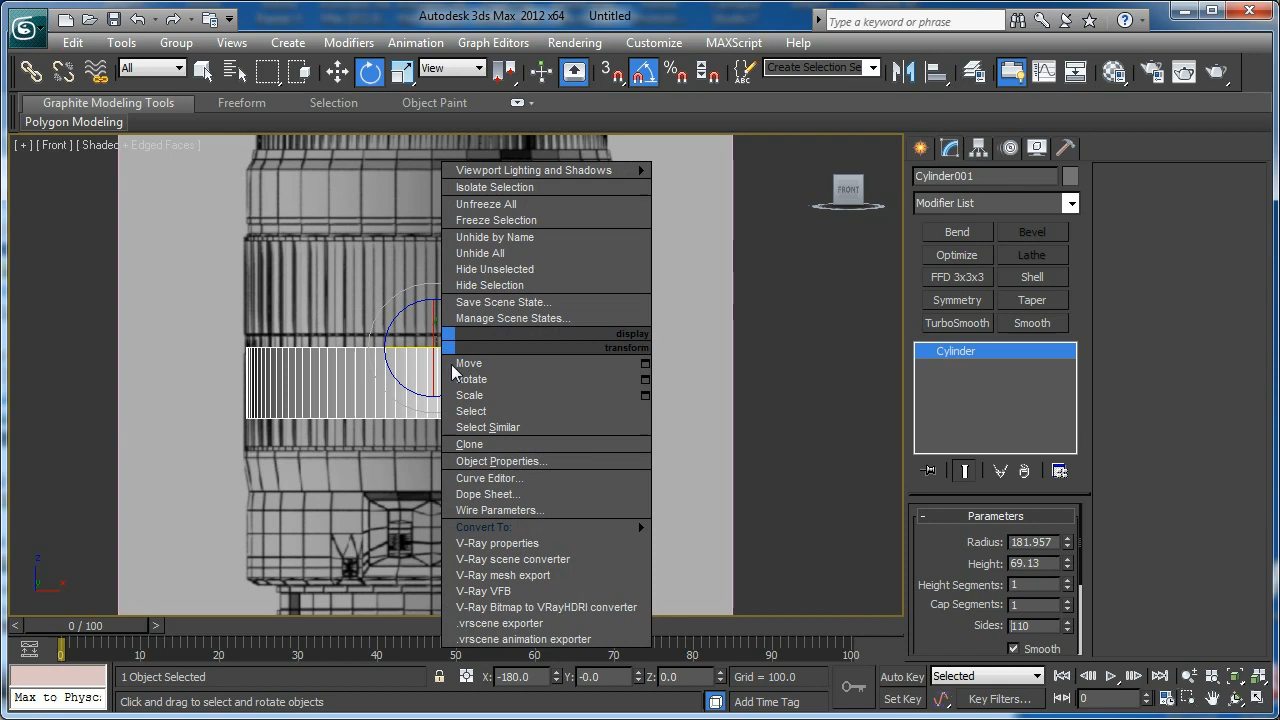 Autodesk 3ds Max 2012 x64 Untitled
Type a keyword or phrase
Edit Tools Group Views Create Modifiers Animation Graph Editors Rendering Customize MAXScript Help
All View 3 Create Selection Se
Graphite Modeling Tools Freeform Selection Object Paint
Polygon Modeling
[ + ] [ Front ] [ Shaded + Edged Faces ]
FRONT
Viewport Lighting and Shadows
Isolate Selection
Unfreeze All
Freeze Selection
Unhide by Name
Unhide All
Hide Unselected
Hide Selection
Save Scene State...
Manage Scene States...
display
transform
Move
Rotate
Scale
Select
Select Similar
Clone
Object Properties...
Curve Editor...
Dope Sheet...
Wire Parameters...
Convert To:
V-Ray properties
V-Ray scene converter
V-Ray mesh export
V-Ray VFB
V-Ray Bitmap to VRayHDRI converter
.vrscene exporter
.vrscene animation exporter
Cylinder001
Modifier List
Bend Bevel
Optimize Lathe
FFD 3x3x3 Shell
Symmetry Taper
TurboSmooth Smooth
Cylinder
- Parameters
Radius: 181.957
Height: 69.13
Height Segments: 1
Cap Segments: 1
Sides: 110
Smooth
z
y x
< 0 / 100 >
0 10 20 30 40 50 60 70 80 90 100
1 Object Selected X: -180.0 Y: -0.0 Z: 0.0 Grid = 100.0 Auto Key Selected
Max to Physca Click and drag to select and rotate objects Add Time Tag Set Key Key Filters... 0